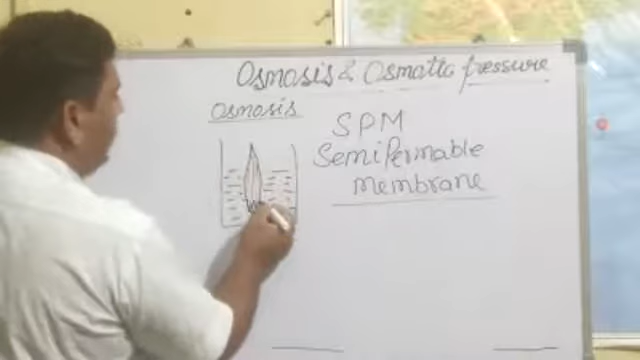 Osmosis & Osmatic pressure
Osmosis
SPM
SemiPermable
membrane